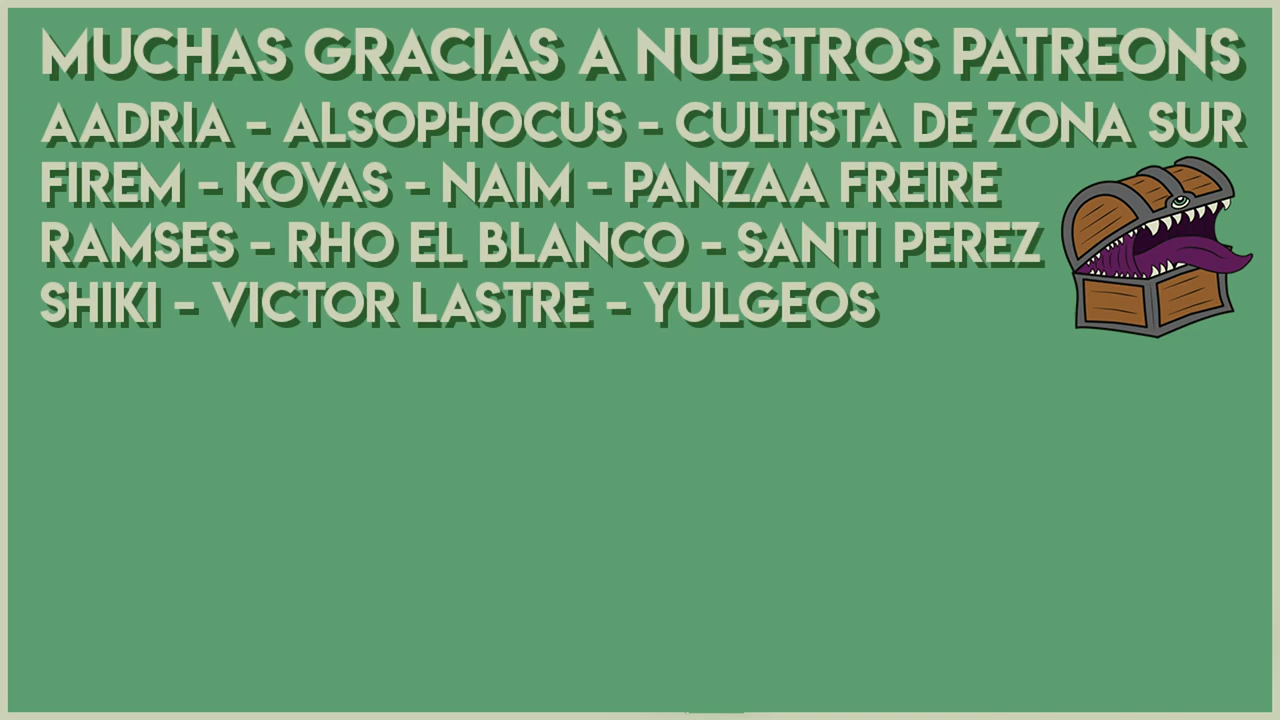 MUCHAS GRACIAS A NUESTROS PATREONS
AADRIA - ALSOPHOCUS - CULTISTA DE ZONA SUR
FIREM - KOVAS - NAIM - PANZAA FREIRE
RAMSES - RHO EL BLANCO - SANTI PEREZ
SHIKI - VICTOR LASTRE - YULGEOS